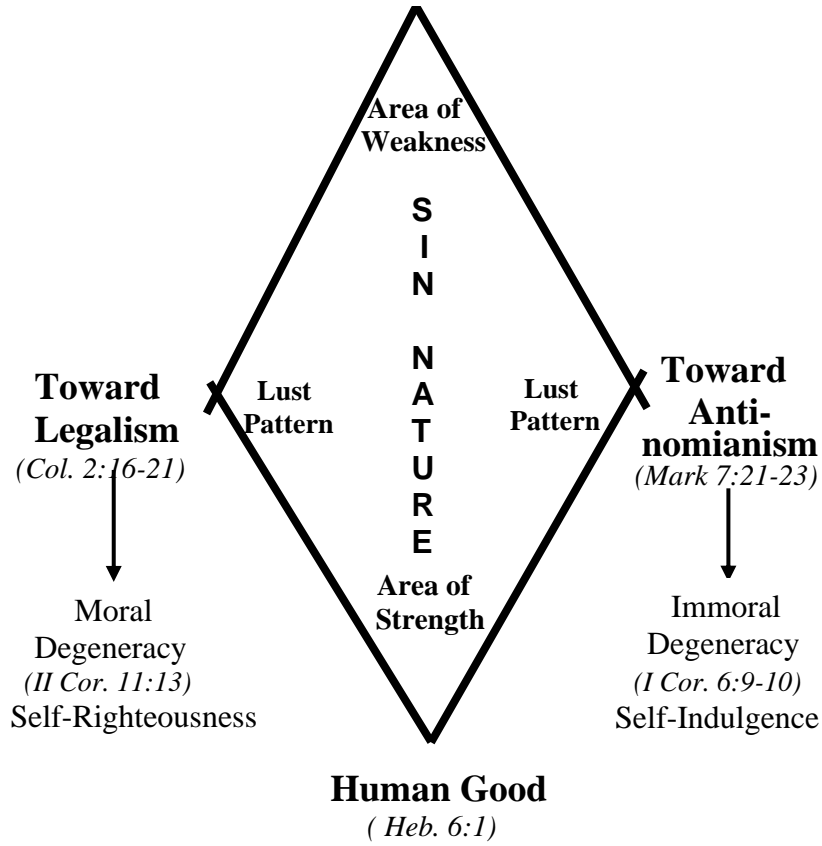 Area of
Weakness
S
I
N
N
A
T
U
R
E
Toward
Legalism
(Col. 2:16-21)
Lust
Pattern
Lust
Pattern
Toward
Anti-
nomianism
(Mark 7:21-23)
Area of
Strength
Moral
Degeneracy
(II Cor. 11:13)
Self-Righteousness
Immoral
Degeneracy
(I Cor. 6:9-10)
Self-Indulgence
Human Good
( Heb. 6:1)